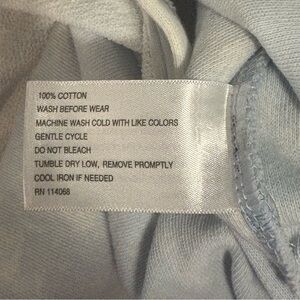 100% COTTON
WASH BEFORE WEAR
MACHINE WASH COLD WITH LIKE COLORS
GENTLE CYCLE
DO NOT BLEACH
TUMBLE DRY LOW, REMOVE PROMPTLY
COOL IRON IF NEEDED
RN 114068